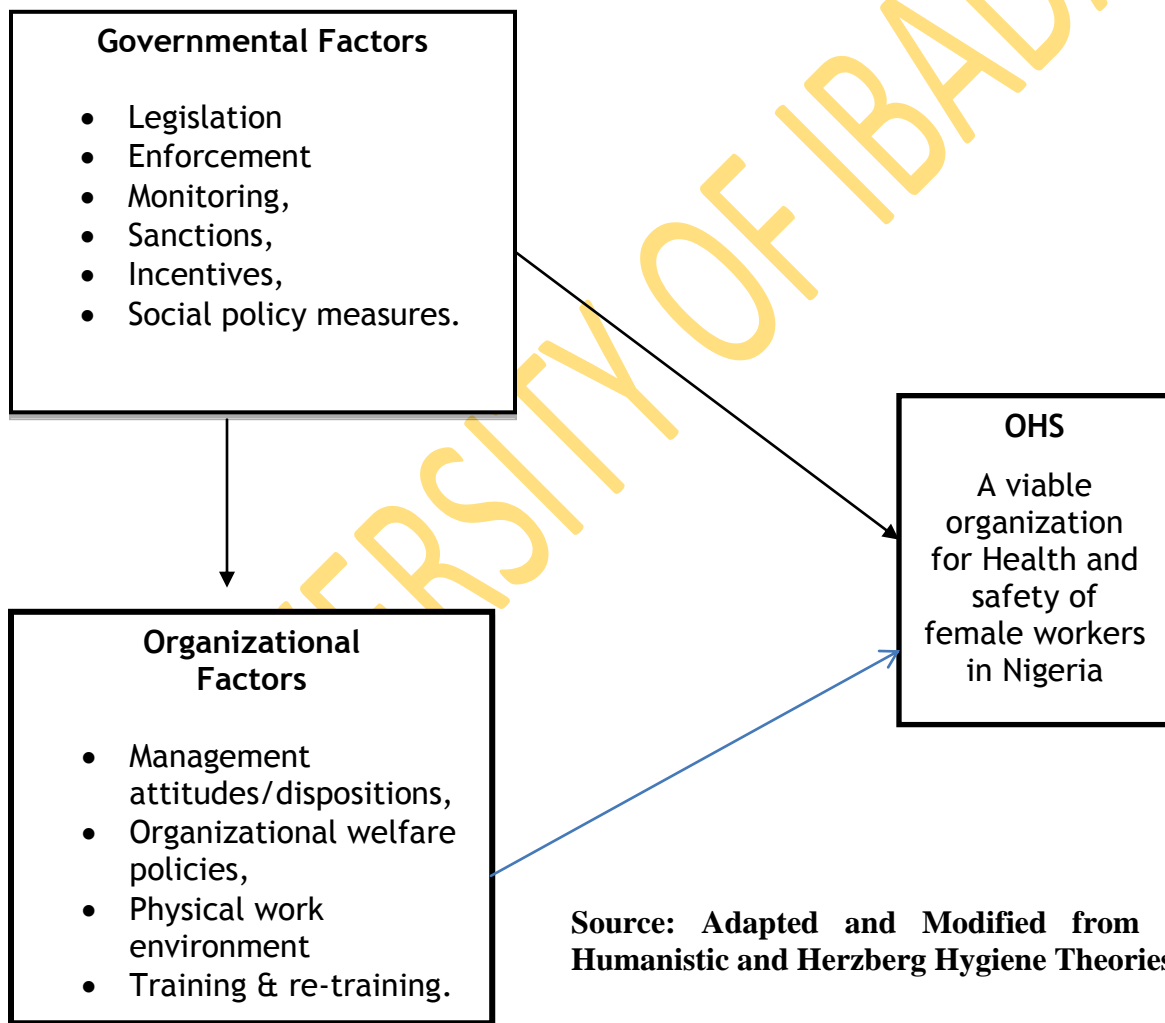 Governmental Factors
• Legislation
• Enforcement
• Monitoring,
• Sanctions,
• Incentives,
• Social policy measures.
OHS
A viable
organization
for Health and
safety of
female workers
in Nigeria
Organizational
Factors
• Management
attitudes/dispositions,
• Organizational welfare
policies,
• Physical work
environment
• Training & re-training.
Source: Adapted and Modified from
Humanistic and Herzberg Hygiene Theories
ERSITY OF IBAD